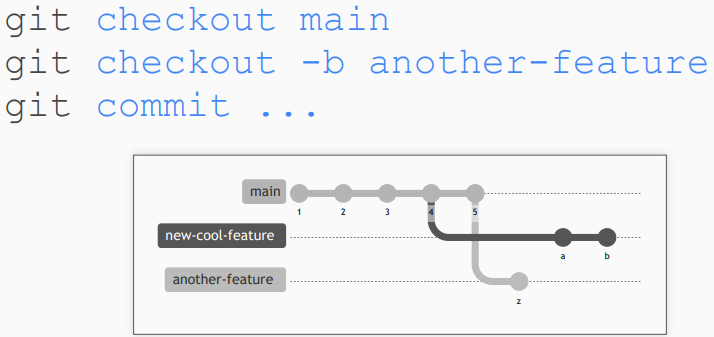 git checkout main
git checkout -b another-feature
git commit ...
main
1 2 3 4 5
new-cool-feature
a b
another-feature
z